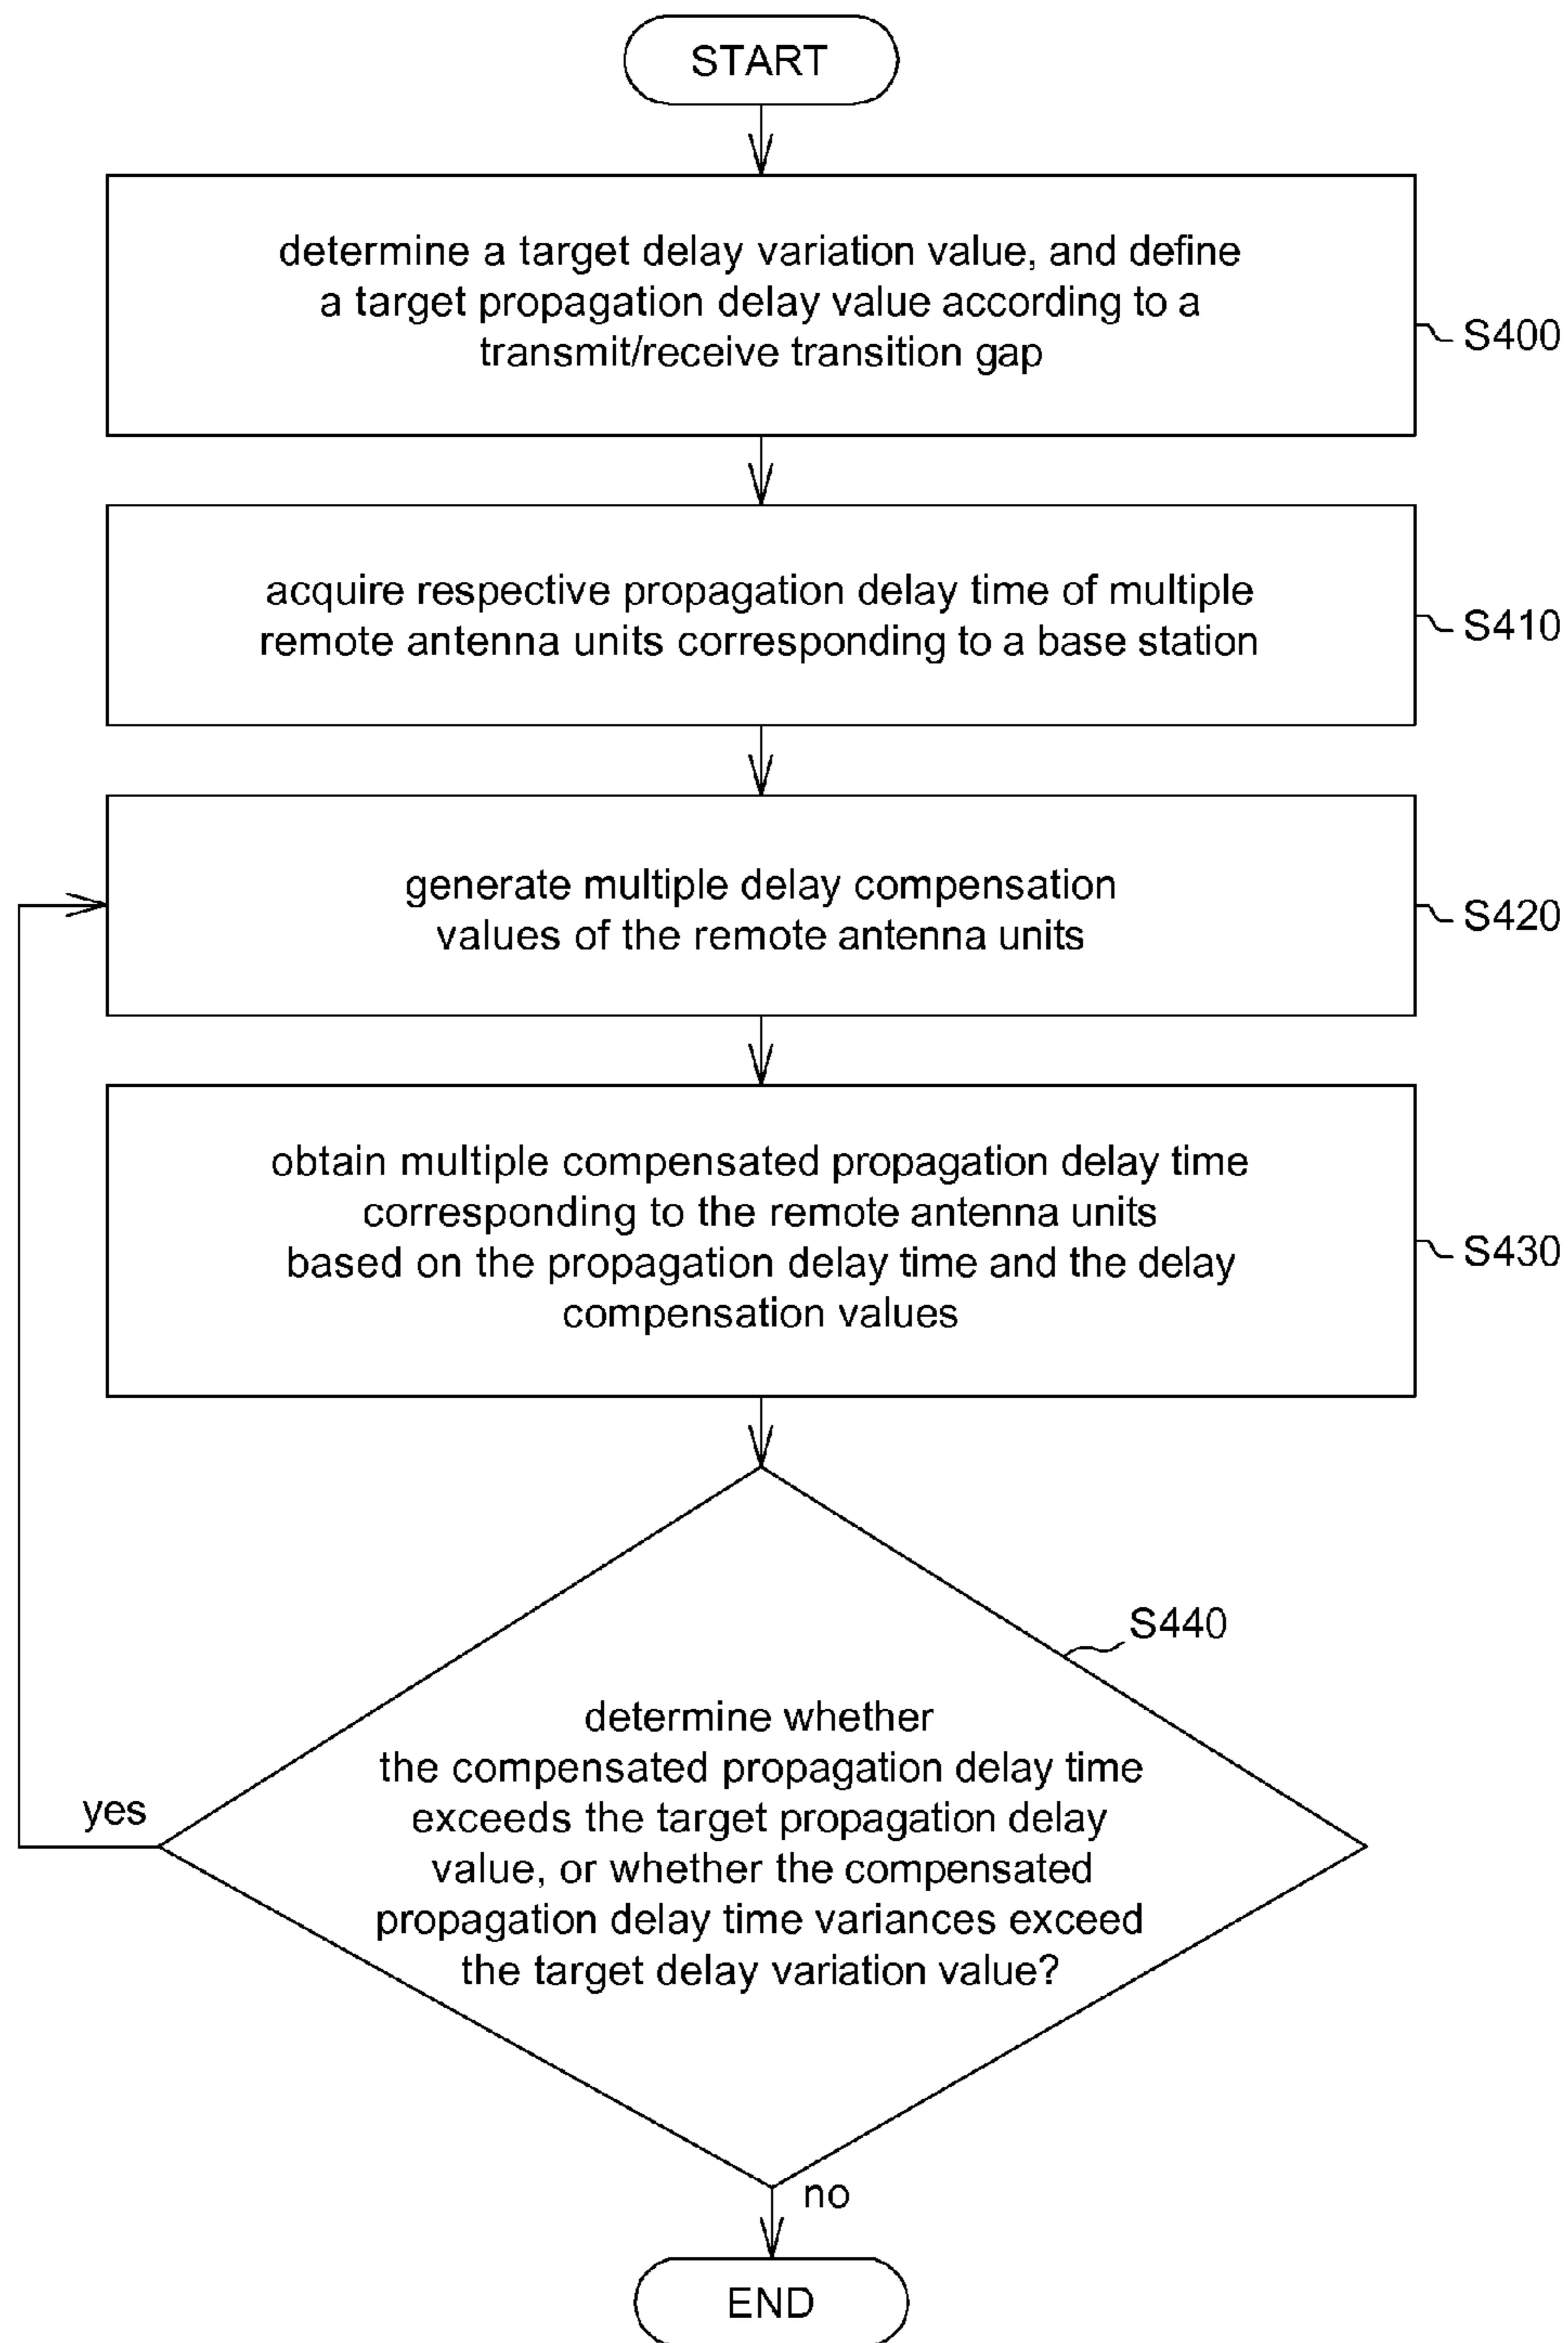 START
determine a target delay variation value, and define
a target propagation delay value according to a
transmit/receive transition gap
S400
acquire respective propagation delay time of multiple
remote antenna units corresponding to a base station
S410
generate multiple delay compensation
values of the remote antenna units
S420
obtain multiple compensated propagation delay time
corresponding to the remote antenna units
based on the propagation delay time and the delay
compensation values
S430
S440
determine whether
the compensated propagation delay time
exceeds the target propagation delay
value, or whether the compensated
propagation delay time variances exceed
the target delay variation value?
yes
no
END